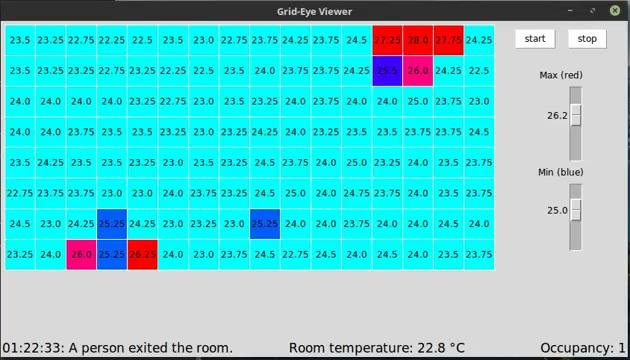 Grid-Eye Viewer
23.5 23.25 22.75 22.25 22.5 23.5 23.0 22.75 23.75 24.25 23.75 24.5 27.25 28.0 27.75 24.25
start stop
23.5 23.25 23.25 23.75 23.25 22.25 22.5 23.5 24.0 23.25 23.75 24.25 25.5 26.0 24.25 22.5
Max (red)
24.0 24.0 24.0 23.25 24.0 23.5 24.0 23.25 24.0 23.75 23.5 24.0 25.0 23.75 23.0
26.2
24.0 24.0 23.75 23.5 23.75 23.25 23.75 23.5 24.25 24.0 23.25 23.5 23.75 23.75 24.5
23.5 24.25 23.5 23.5 24.0 23.25 24.0 23.5 24.5 23.75 24.0 25.0 23.25 24.0 23.5 23.75
Min (blue)
22.75 23.75 23.75 23.0 23.0 24.0 23.75 23.25 24.5 25.0 24.0 24.75 23.75 24.0 23.5 24.0
25.0
24.5 23.0 24.25 25.25 24.25 23.0 23.25 23.0 25.25 24.0 23.75 24.0 24.0 24.0 24.5 24.0
23.25 24.0 26.0 25.25 26.25 24.0 23.0 23.75 24.5 22.75 24.5 24.0 24.0 23.5 24.0 24.0
01:22:33: A person exited the room. Room temperature: 22.8 °C Occupancy: 1